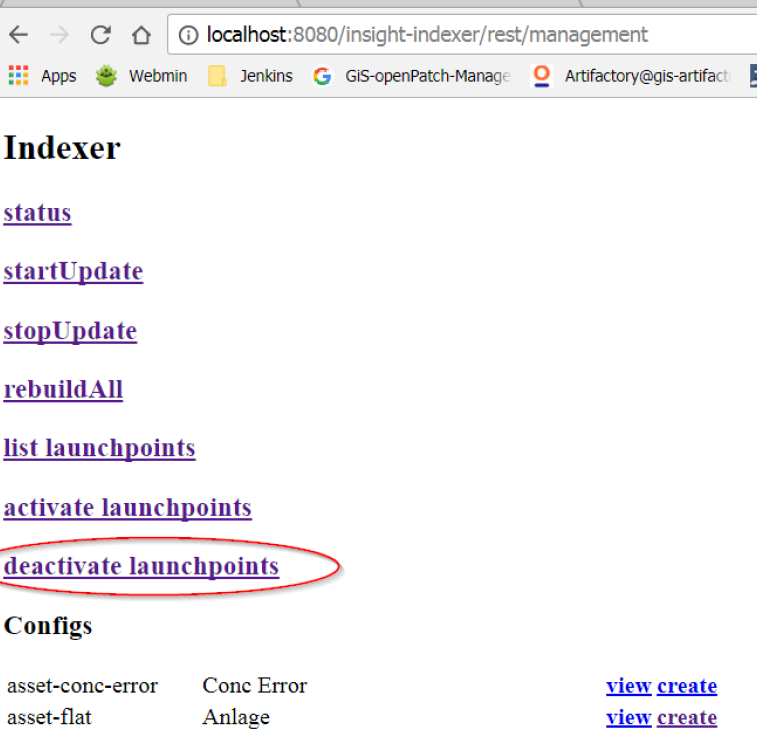 localhost:8080/insight-indexer/rest/management
Apps Webmin Jenkins GiS-openPatch-Manage Artifactory@gis-artifact
Indexer
status
startUpdate
stopUpdate
rebuildAll
list launchpoints
activate launchpoints
deactivate launchpoints
Configs
asset-conc-error Conc Error view create
asset-flat Anlage view create